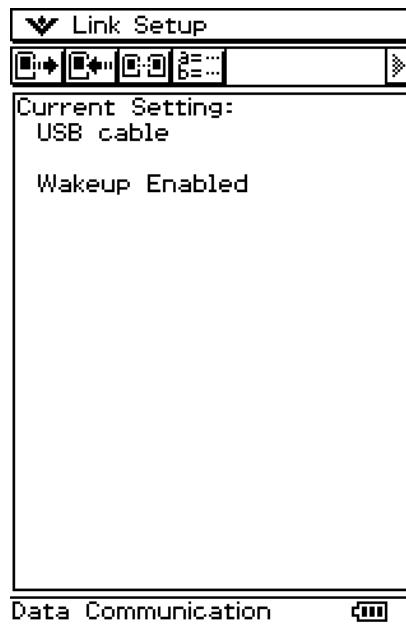 Link Setup
a=...
b=...
Current Setting:
USB cable
Wakeup Enabled
Data Communication